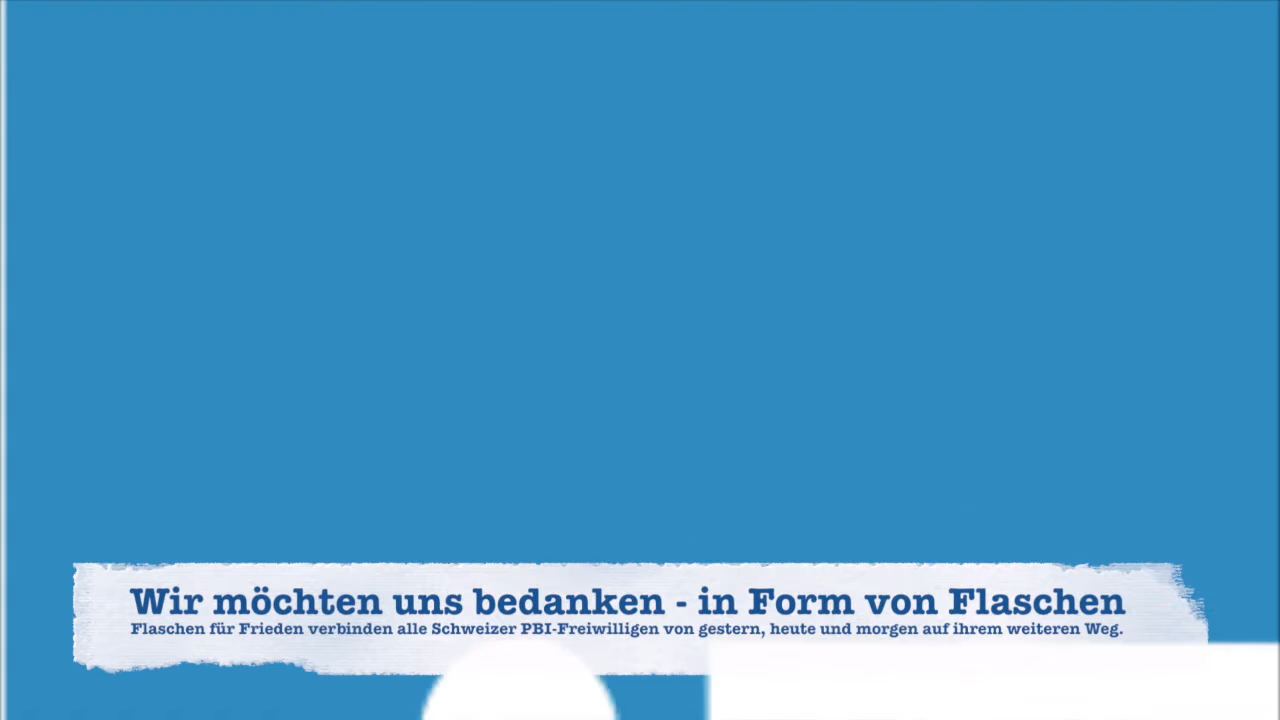 Wir möchten uns bedanken - in Form von Flaschen
Flaschen für Frieden verbinden alle Schweizer PBI-Freiwilligen von gestern, heute und morgen auf ihrem weiteren Weg.